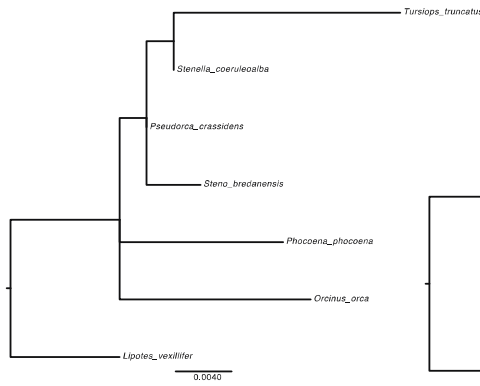 Tursiops_truncatus
Stenella_coeruleoalba
Pseudorca_crassidens
Steno_bredanensis
Phocoena_phocoena
Orcinus_orca
Lipotes_vexillifer
0.0040